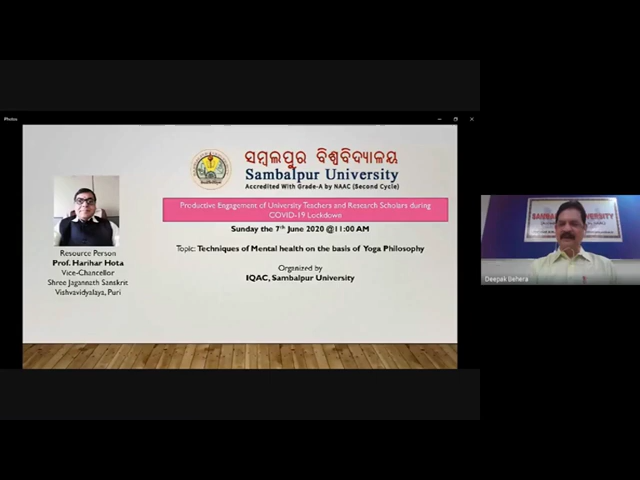 Photos
ସମ୍ବଲପୁର ବିଶ୍ୱବିଦ୍ୟାଳୟ
Sambalpur University
Accredited With Grade-A by NAAC (Second Cycle)
Productive Engagement of University Teachers and Research Scholars during
COVID-19 Lockdown
Sunday the 7th June 2020 @11:00 AM
Topic: Techniques of Mental health on the basis of Yoga Philosophy
Organized by
IQAC, Sambalpur University
Resource Person
Prof. Harihar Hota
Vice-Chancellor
Shree Jagannath Sanskrit
Vishvavidyalaya, Puri
SAMBALPUR UNIVERSITY
Deepak Behera